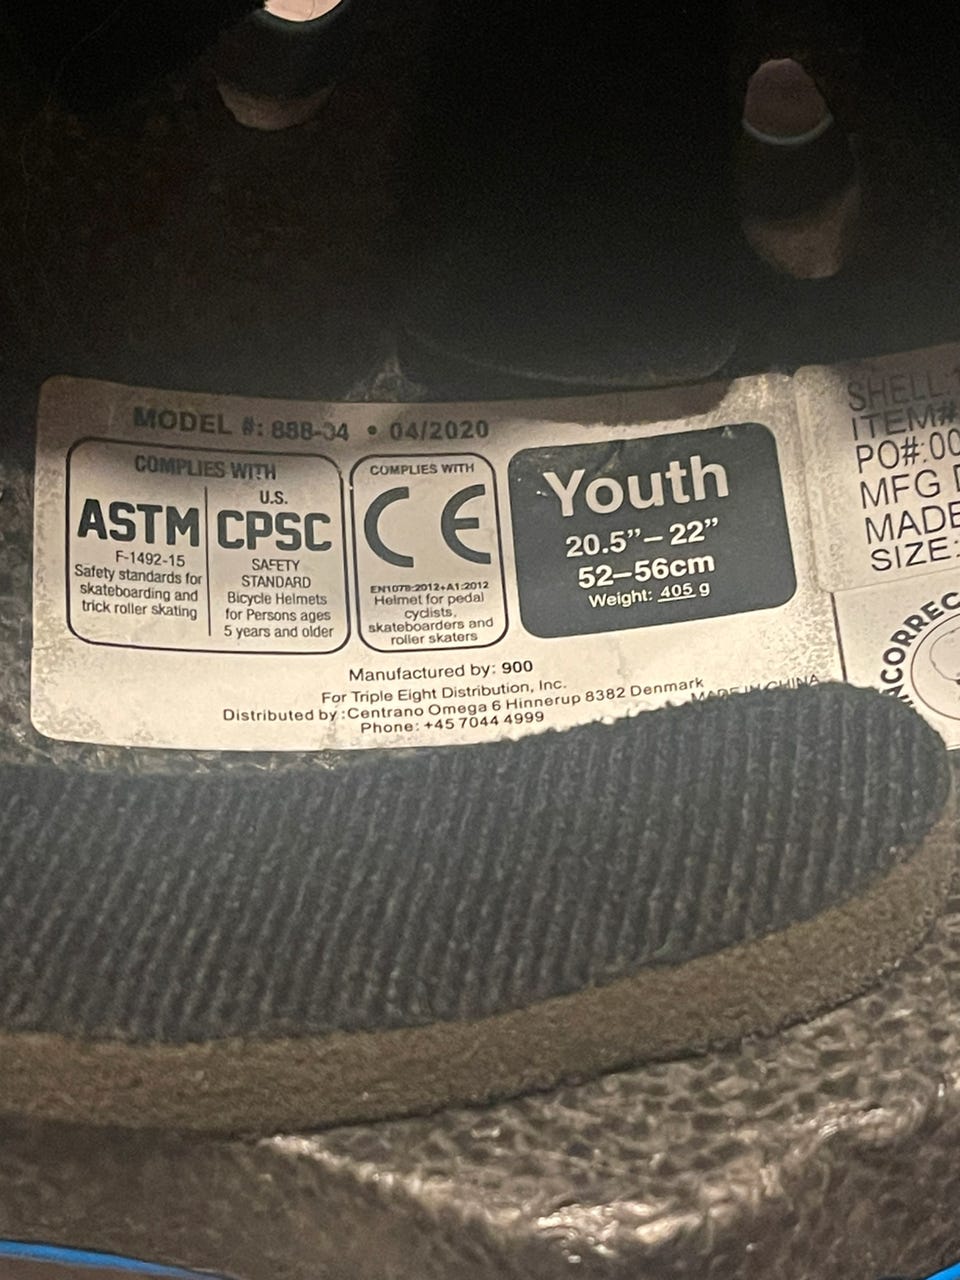 MODEL #: 888-04 • 04/2020
COMPLIES WITH
ASTM
F-1492-15
Safety standards for
skateboarding and
trick roller skating
U.S.
CPSC
SAFETY
STANDARD
Bicycle Helmets
for Persons ages
5 years and older
COMPLIES WITH
CE
EN1078:2012+A1:2012
Helmet for pedal
cyclists,
skateboarders and
roller skaters
Youth
20.5”–22”
52–56cm
Weight: 405 g
Manufactured by: 900
For Triple Eight Distribution, Inc.
Distributed by:Centrano Omega 6 Hinnerup 8382 Denmark
Phone: +45 7044 4999
MADE IN CHINA
SHELL
ITEM#
PO#:00
MFG
MADE
SIZE: